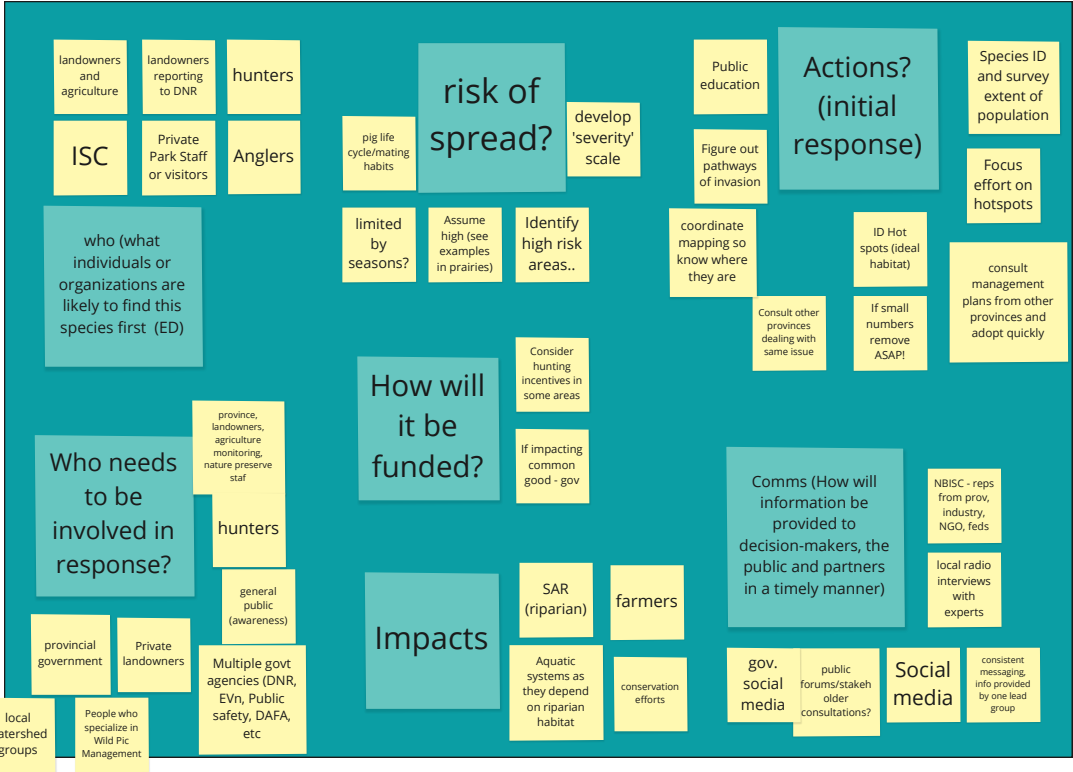 landowners
and
agriculture
landowners
reporting
to DNR
hunters
ISC
Private
Park Staff
or visitors
Anglers
who (what
individuals or
organizations are
likely to find this
species first (ED)
risk of
spread?
pig life
cycle/mating
habits
develop
'severity'
scale
limited
by
seasons?
Assume
high (see
examples
in prairies)
Identify
high risk
areas..
Actions?
(initial
response)
Public
education
Figure out
pathways
of invasion
coordinate
mapping so
know where
they are
Consult other
provinces
dealing with
same issue
ID Hot
spots (ideal
habitat)
If small
numbers
remove
ASAP!
Species ID
and survey
extent of
population
Focus
effort on
hotspots
consult
management
plans from other
provinces and
adopt quickly
How will
it be
funded?
Consider
hunting
incentives in
some areas
If impacting
common
good - gov
Who needs
to be
involved in
response?
province,
landowners,
agriculture
monitoring,
nature preserve
staf
hunters
general
public
(awareness)
provincial
government
Private
landowners
Multiple govt
agencies (DNR,
EVn, Public
safety, DAFA,
etc
local
atershed
groups
People who
specialize in
Wild Pic
Management
Impacts
SAR
(riparian)
farmers
Aquatic
systems as
they depend
on riparian
habitat
conservation
efforts
Comms (How will
information be
provided to
decision-makers, the
public and partners
in a timely manner)
NBISC - reps
from prov,
industry,
NGO, feds
local radio
interviews
with
experts
gov.
social
media
public
forums/stakeh
older
consultations?
Social
media
consistent
messaging,
info provided
by one lead
group